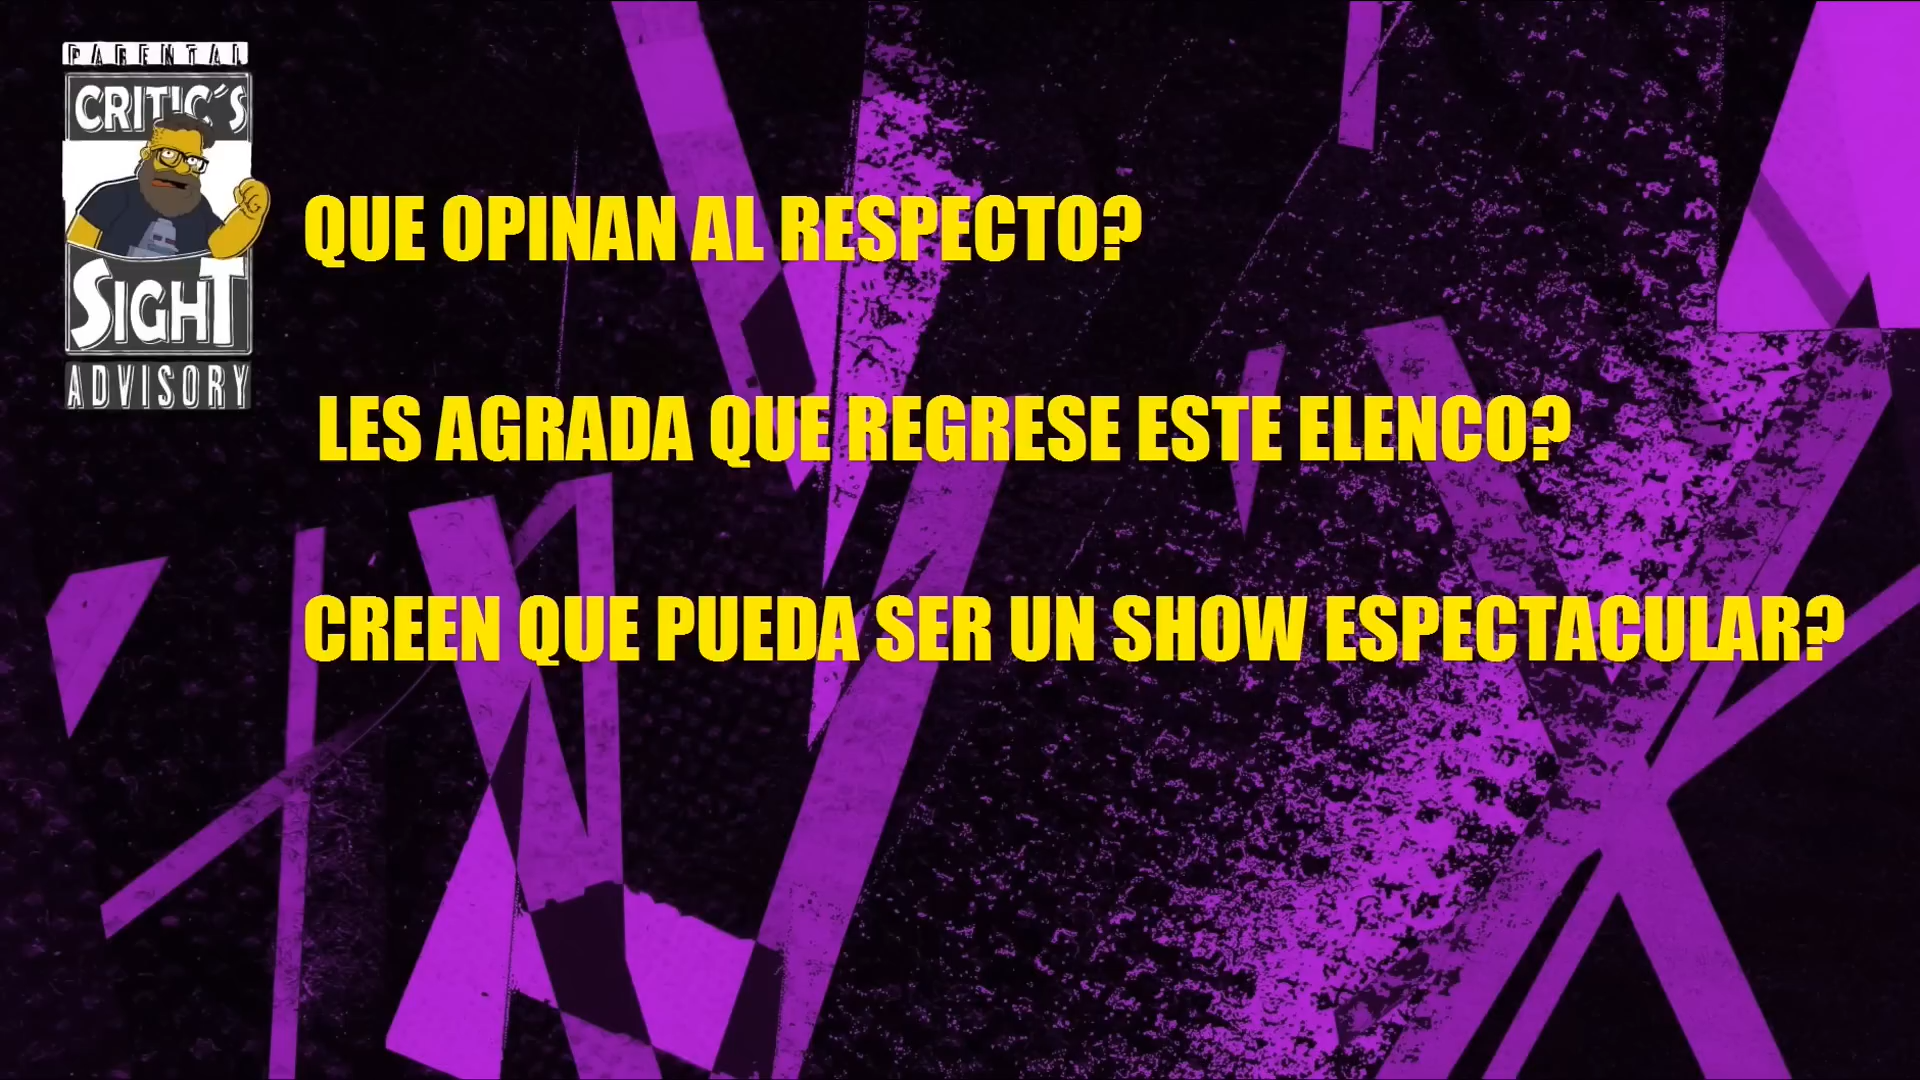 PARENTAL
CRITIC´S
SIGHT
ADVISORY
QUE OPINAN AL RESPECTO?
LES AGRADA QUE REGRESE ESTE ELENCO?
CREEN QUE PUEDA SER UN SHOW ESPECTACULAR?